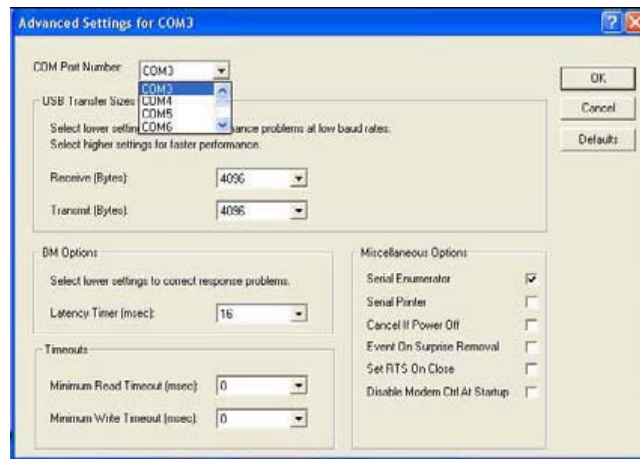 Advanced Settings for COM3
COM Port Number:
COM3
OK
COM3
COM4
COM5
COM6
Cancel
Defaults
USB Transfer Sizes
Select lower settin ance problems at low baud rates.
Select higher settings for faster performance.
Receive (Bytes):
4096
Transmit (Bytes):
4096
BM Options
Select lower settings to correct response problems.
Latency Timer (msec):
16
Timeouts
Minimum Read Timeout (msec):
0
Minimum Write Timeout (msec):
0
Miscellaneous Options
Serial Enumerator
Serial Printer
Cancel If Power Off
Event On Surprise Removal
Set RTS On Close
Disable Modem Ctrl At Startup